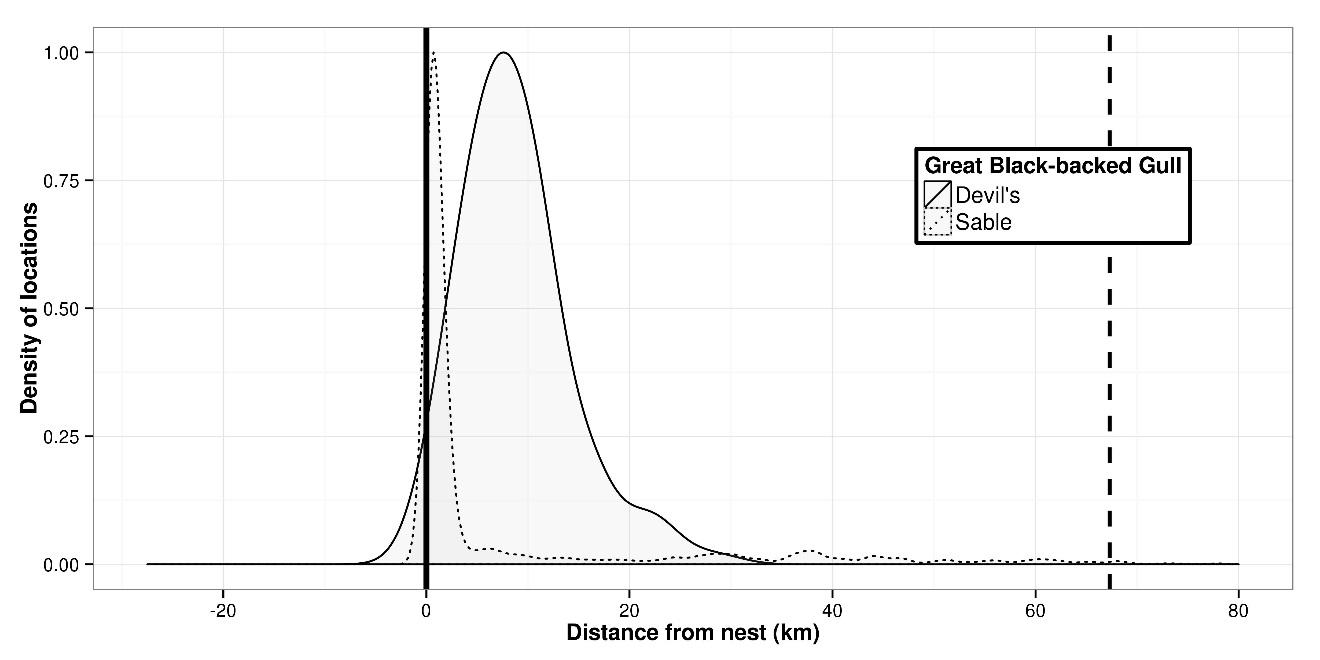 1.00
0.75
0.50
0.25
0.00
Density of locations
Great Black-backed Gull
Devil's
Sable
-20 0 20 40 60 80
Distance from nest (km)